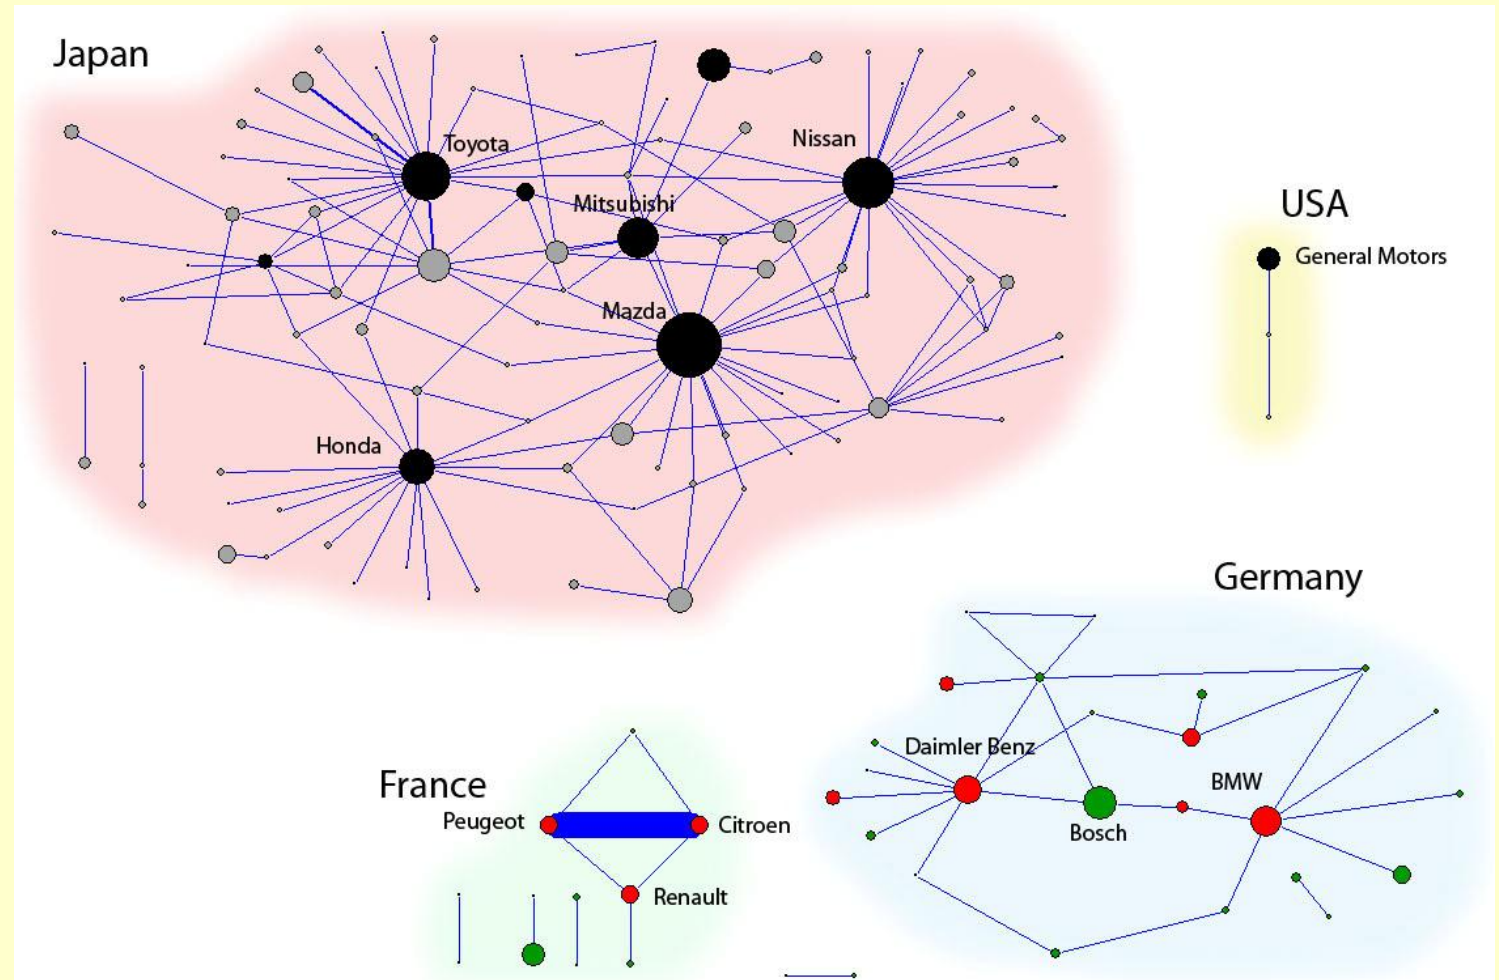 Japan
Toyota
Nissan
Mitsubishi
USA
General Motors
Mazda
Honda
Germany
Daimler Benz
France
BMW
Peugeot
Citroen
Bosch
Renault